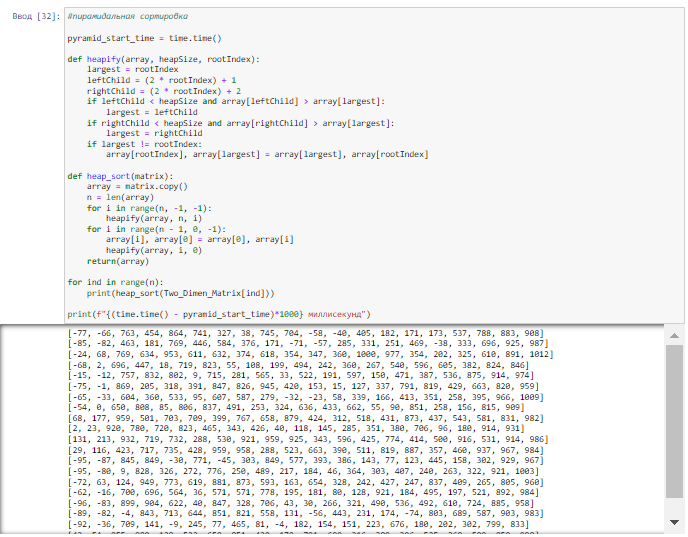 Ввод [32]:
#пирамидальная сортировка
pyramid_start_time = time.time()
def heapify(array, heapSize, rootIndex):
largest = rootIndex
leftChild = (2 * rootIndex) + 1
rightChild = (2 * rootIndex) + 2
if leftChild < heapSize and array[leftChild] > array[largest]:
largest = leftChild
if rightChild < heapSize and array[rightChild] > array[largest]:
largest = rightChild
if largest != rootIndex:
array[rootIndex], array[largest] = array[largest], array[rootIndex]
def heap_sort(matrix):
array = matrix.copy()
n = len(array)
for i in range(n, -1, -1):
heapify(array, n, i)
for i in range(n - 1, 0, -1):
array[i], array[0] = array[0], array[i]
heapify(array, i, 0)
return(array)
for ind in range(n):
print(heap_sort(Two_Dimen_Matrix[ind]))
print(f"{(time.time() - pyramid_start_time)*1000} миллисекунд")
[-77, -66, 763, 454, 864, 741, 327, 38, 745, 704, -58, -40, 405, 182, 171, 173, 537, 788, 883, 908]
[-85, -82, 463, 181, 769, 446, 584, 376, 171, -71, -57, 285, 331, 251, 469, -38, 333, 696, 925, 987]
[-24, 68, 769, 634, 953, 611, 632, 374, 618, 354, 347, 360, 1000, 977, 354, 202, 325, 610, 891, 1012]
[-68, 2, 696, 447, 18, 719, 823, 55, 108, 199, 494, 242, 360, 267, 540, 596, 605, 382, 824, 846]
[-15, -12, 757, 832, 802, 9, 715, 281, 565, 33, 522, 191, 597, 150, 471, 387, 536, 875, 914, 974]
[-75, -1, 869, 205, 318, 391, 847, 826, 945, 420, 153, 15, 127, 337, 791, 819, 429, 663, 820, 959]
[-65, -33, 604, 360, 533, 95, 607, 587, 279, -32, -23, 58, 339, 166, 413, 351, 258, 395, 966, 1009]
[-54, 0, 650, 808, 85, 806, 837, 491, 253, 324, 636, 433, 662, 55, 90, 851, 258, 156, 815, 909]
[68, 177, 959, 501, 703, 709, 399, 767, 658, 879, 424, 312, 518, 431, 873, 437, 543, 581, 831, 982]
[2, 23, 920, 780, 720, 823, 465, 343, 426, 40, 118, 145, 285, 351, 380, 706, 96, 180, 914, 931]
[131, 213, 932, 719, 732, 288, 530, 921, 959, 925, 343, 596, 425, 774, 414, 500, 916, 531, 914, 986]
[29, 116, 423, 717, 735, 428, 959, 958, 288, 523, 663, 390, 511, 819, 887, 357, 460, 937, 967, 984]
[-95, -87, 845, 849, -30, 771, -45, 303, 849, 577, 393, 386, 143, 77, 123, 445, 158, 302, 929, 967]
[-95, -80, 9, 828, 326, 272, 776, 250, 489, 217, 184, 46, 364, 303, 407, 240, 263, 322, 921, 1003]
[-72, 63, 124, 949, 773, 619, 881, 873, 593, 163, 654, 328, 242, 427, 247, 837, 409, 265, 805, 960]
[-62, -16, 700, 696, 564, 36, 571, 571, 778, 195, 181, 80, 128, 921, 184, 495, 197, 521, 892, 984]
[-96, -83, 899, 904, 622, 40, 847, 328, 706, 43, 30, 266, 321, 490, 536, 492, 610, 724, 885, 958]
[-89, -82, -4, 843, 713, 644, 851, 821, 558, 131, -56, 443, 231, 174, -74, 803, 689, 587, 903, 983]
[-92, -36, 709, 141, -9, 245, 77, 465, 81, -4, 182, 154, 151, 223, 676, 180, 202, 302, 799, 833]